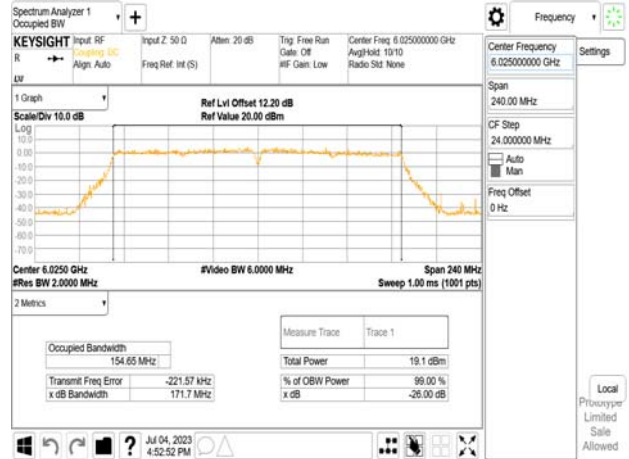 Spectrum Analyzer 1
Occupied BW
KEYSIGHT
R
Input: RF
Coupling: DC
Align: Auto
Input Z: 50 Ω
Freq Ref: Int (S)
Atten: 20 dB
Trig: Free Run
Gate: Off
#IF Gain: Low
Center Freq: 6.025000000 GHz
Avg|Hold: 10/10
Radio Std: None
1 Graph
Scale/Div 10.0 dB
Ref Lvl Offset 12.20 dB
Ref Value 20.00 dBm
Log
10.0
0.00
-10.0
-20.0
-30.0
-40.0
-50.0
-60.0
-70.0
Center 6.0250 GHz
#Res BW 2.0000 MHz
#Video BW 6.0000 MHz
Span 240 MHz
Sweep 1.00 ms (1001 pts)
2 Metrics
Measure Trace Trace 1
Occupied Bandwidth
154.65 MHz
Total Power 19.1 dBm
Transmit Freq Error -221.57 kHz
% of OBW Power 99.00 %
x dB Bandwidth 171.7 MHz
x dB -26.00 dB
Jul 04, 2023
4:52:52 PM
Frequency
Center Frequency
6.025000000 GHz
Settings
Span
240.00 MHz
CF Step
24.000000 MHz
Auto
Man
Freq Offset
0 Hz
Local
Prototype
Limited
Sale
Allowed